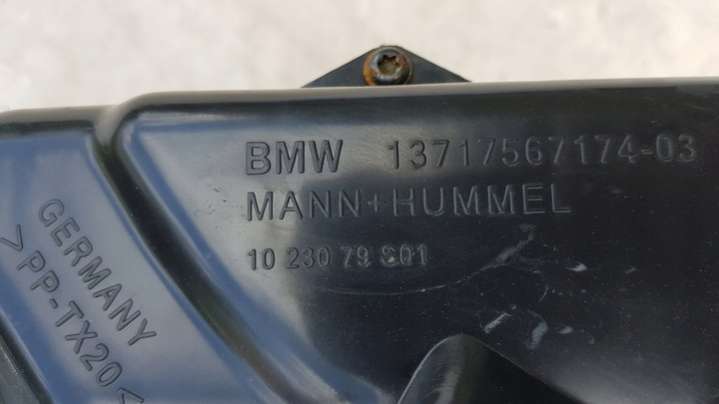 BMW 13717567174-03
MANN+HUMMEL
10 230 79 S01
GERMANY
>PP-TX20<